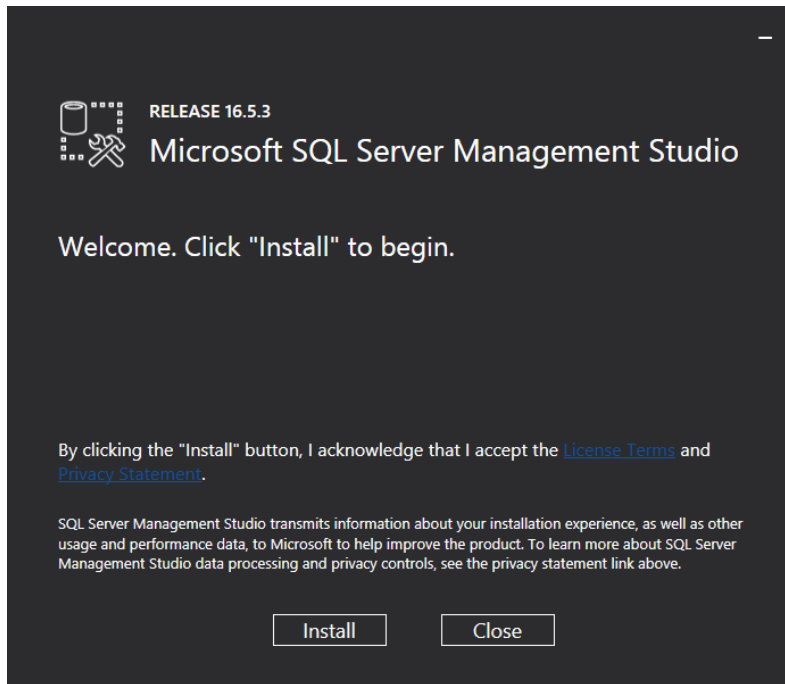 RELEASE 16.5.3
Microsoft SQL Server Management Studio
Welcome. Click "Install" to begin.
By clicking the "Install" button, I acknowledge that I accept the License Terms and
Privacy Statement.
SQL Server Management Studio transmits information about your installation experience, as well as other
usage and performance data, to Microsoft to help improve the product. To learn more about SQL Server
Management Studio data processing and privacy controls, see the privacy statement link above.
Install
Close